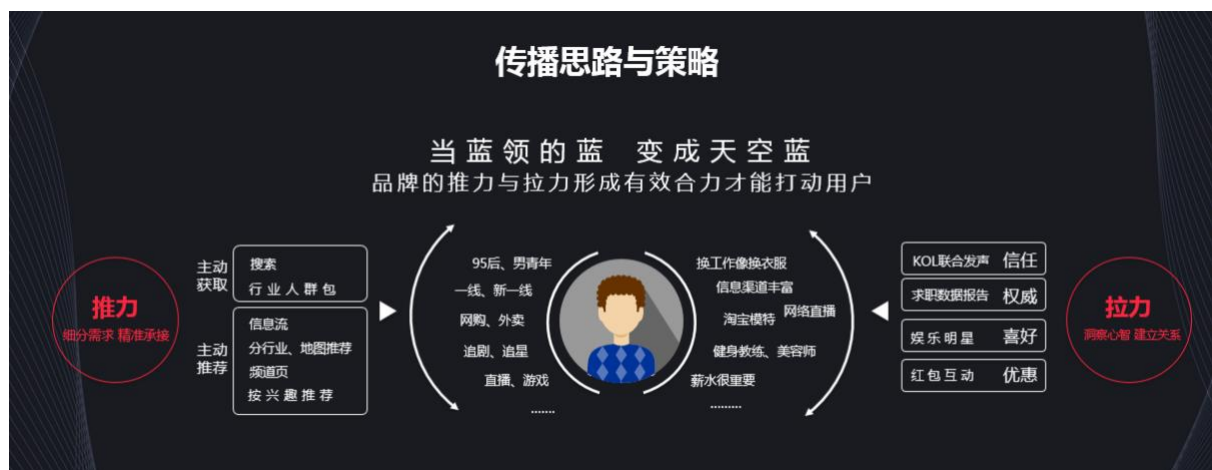 传播思路与策略
当蓝领的蓝 变成天空蓝
品牌的推力与拉力形成有效合力才能打动用户
推力
细分需求 精准承接
主动
获取
搜索
行业人群包
主动
推荐
信息流
分行业、地图推荐
频道页
按兴趣推荐
95后、男青年
一线、新一线
网购、外卖
追剧、追星
直播、游戏
.......
换工作像换衣服
信息渠道丰富
淘宝模特
网络直播
健身教练、美容师
薪水很重要
.........
KOL联合发声 信任
求职数据报告 权威
娱乐明星 喜好
红包互动 优惠
拉力
洞察心智 建立关系